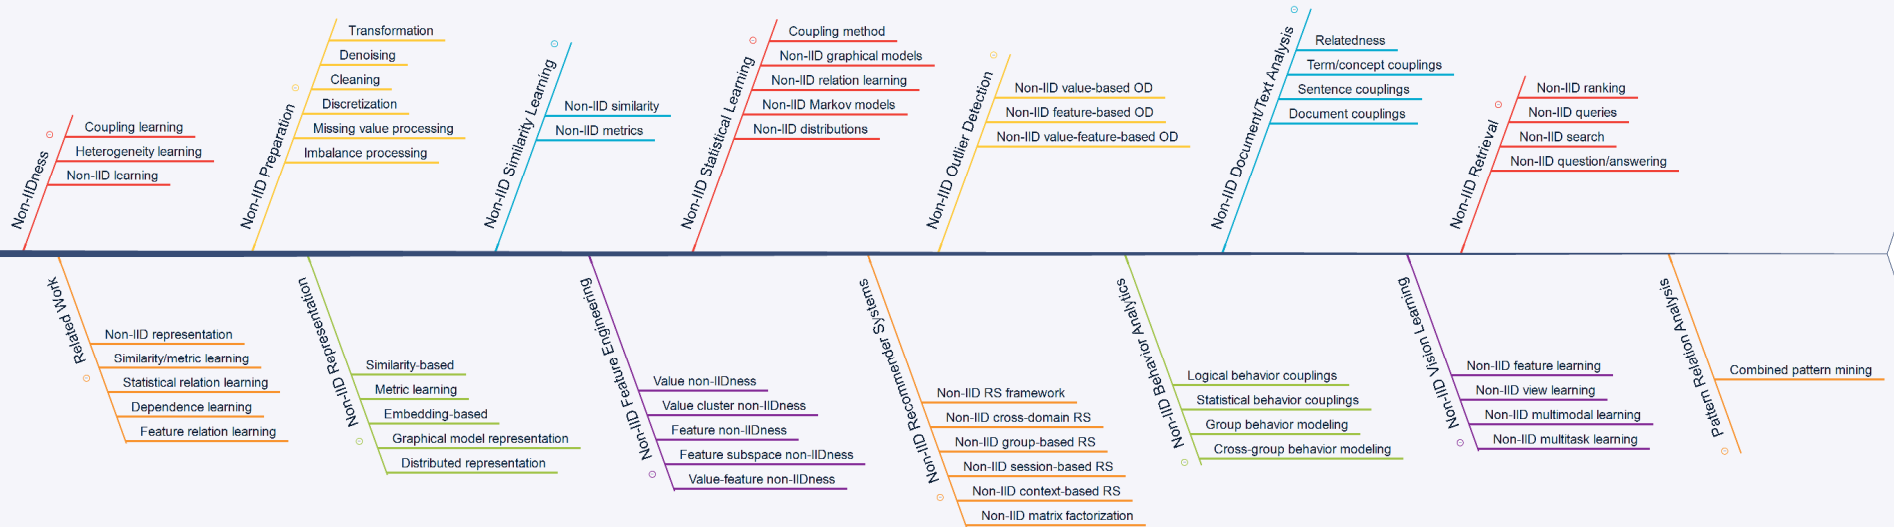 Non-IIDness
Coupling learning
Heterogeneity learning
Non-IID learning
Non-IID Preparation
Transformation
Denoising
Cleaning
Discretization
Missing value processing
Imbalance processing
Non-IID Similarity Learning
Non-IID similarity
Non-IID metrics
Non-IID Statistical Learning
Coupling method
Non-IID graphical models
Non-IID relation learning
Non-IID Markov models
Non-IID distributions
Non-IID Outlier Detection
Non-IID value-based OD
Non-IID feature-based OD
Non-IID value-feature-based OD
Non-IID Document/Text Analysis
Relatedness
Term/concept couplings
Sentence couplings
Document couplings
Non-IID Retrieval
Non-IID ranking
Non-IID queries
Non-IID search
Non-IID question/answering
Related Work
Non-IID representation
Similarity/metric learning
Statistical relation learning
Dependence learning
Feature relation learning
Non-IID Representation
Similarity-based
Metric learning
Embedding-based
Graphical model representation
Distributed representation
Non-IID Feature Engineering
Value non-IIDness
Value cluster non-IIDness
Feature non-IIDness
Feature subspace non-IIDness
Value-feature non-IIDness
Non-IID Recommender Systems
Non-IID RS framework
Non-IID cross-domain RS
Non-IID group-based RS
Non-IID session-based RS
Non-IID context-based RS
Non-IID matrix factorization
Non-IID Behavior Analytics
Logical behavior couplings
Statistical behavior couplings
Group behavior modeling
Cross-group behavior modeling
Non-IID Vision Learning
Non-IID feature learning
Non-IID view learning
Non-IID multimodal learning
Non-IID multitask learning
Pattern Relation Analysis
Combined pattern mining